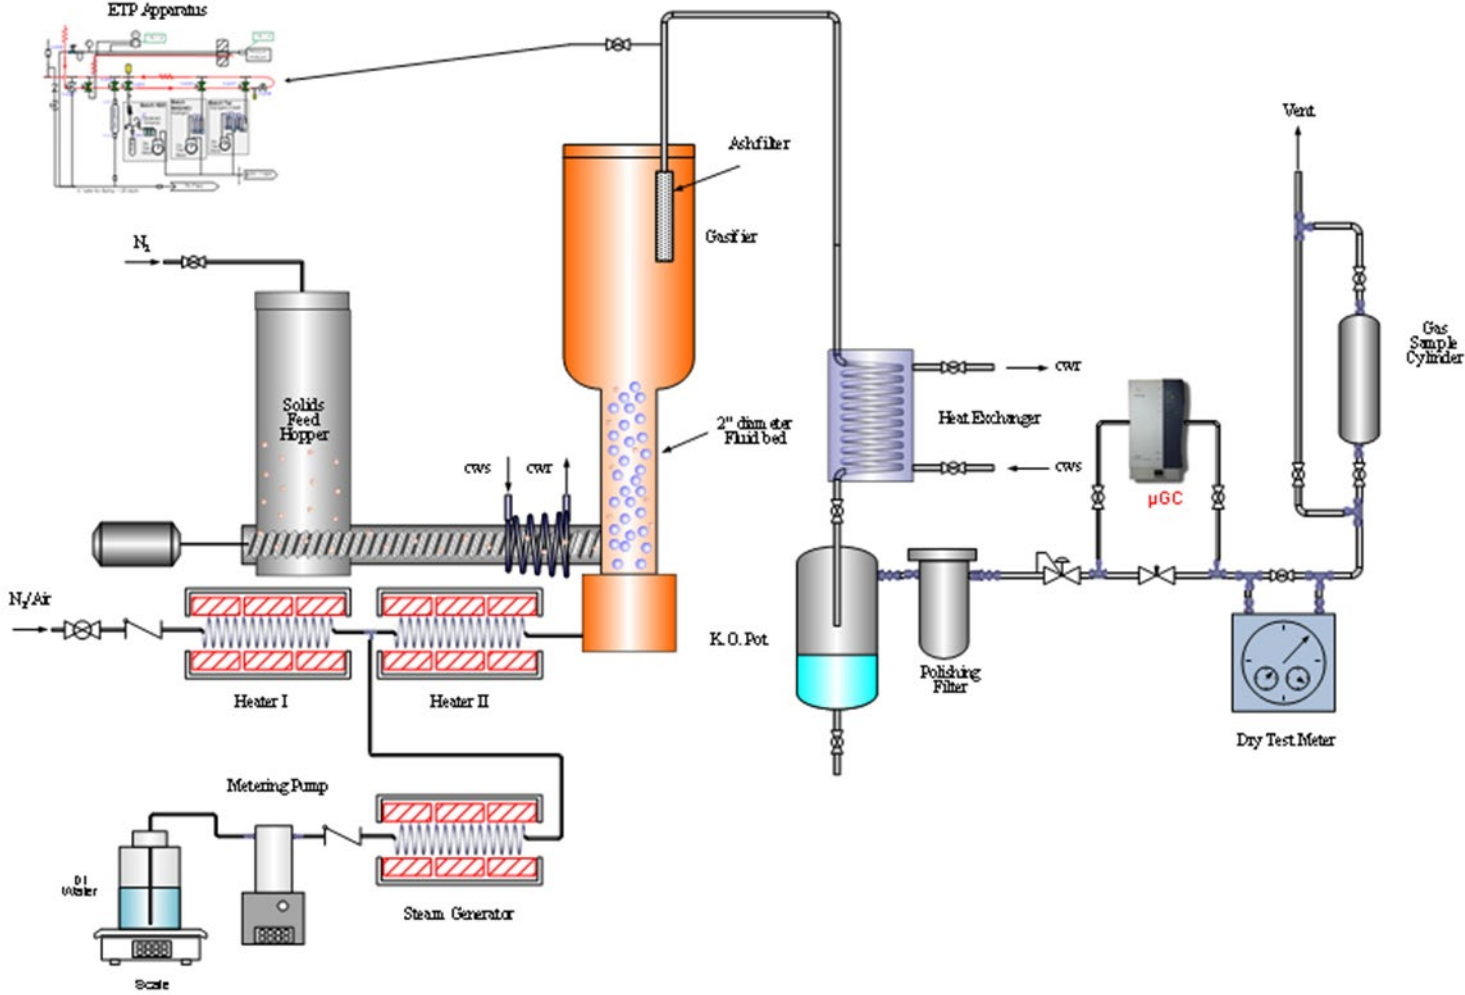 ETP Apparatus
Vent
Ashfilter
Gasifier
N2
Gas
Sample
Cylinder
cwr
Solids
Feed
Hopper
2" diameter
Fluid bed
Heat Exchanger
cws
cwr
cws
μGC
N2/Air
K.O. Pot
Polishing
Filter
Heater I
Heater II
Dry Test Meter
Metering Pump
DI
Water
Steam Generator
Scale